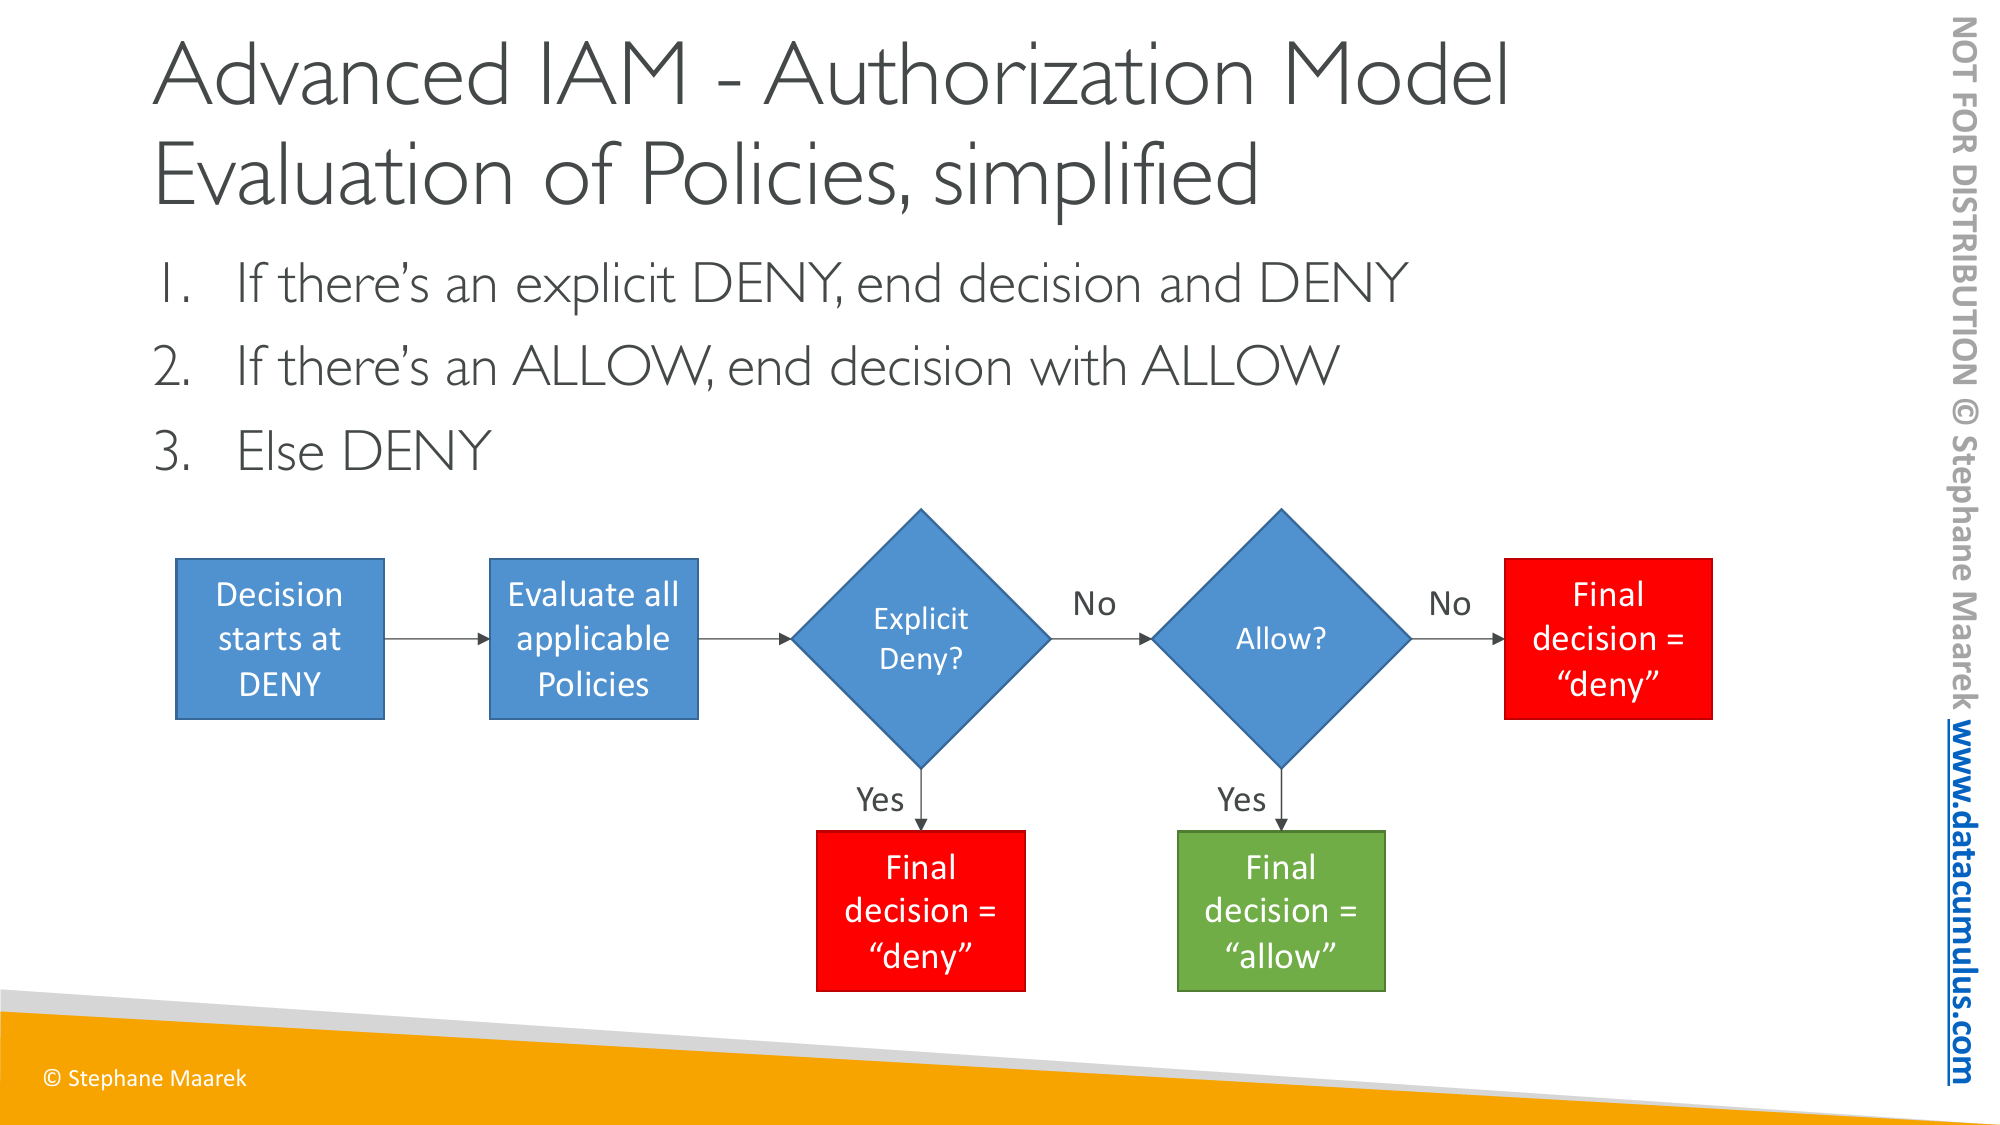 Advanced IAM - Authorization Model
Evaluation of Policies, simplified
1. If there’s an explicit DENY, end decision and DENY
2. If there’s an ALLOW, end decision with ALLOW
3. Else DENY
Decision
starts at
DENY
Evaluate all
applicable
Policies
Explicit
Deny?
No
Allow?
No
Final
decision =
“deny”
Yes
Yes
Final
decision =
“deny”
Final
decision =
“allow”
© Stephane Maarek
NOT FOR DISTRIBUTION © Stephane Maarek www.datacumulus.com